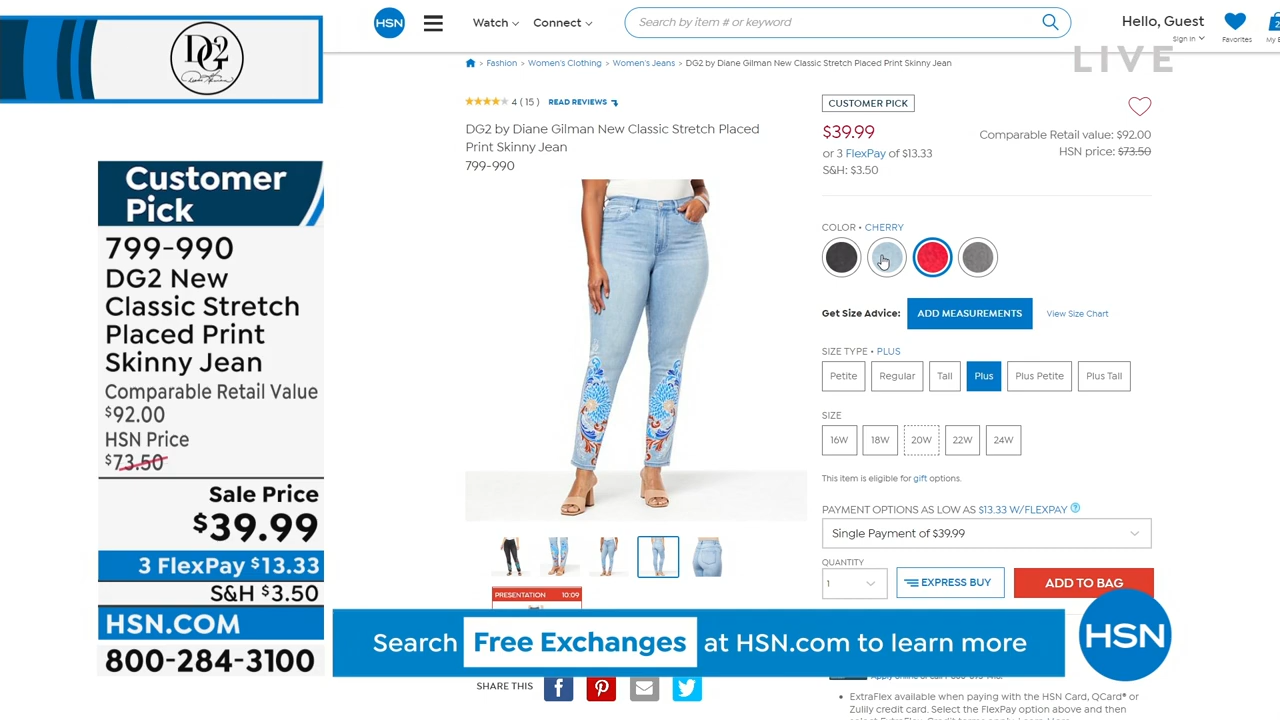 DG2
Customer
Pick
799-990
DG2 New
Classic Stretch
Placed Print
Skinny Jean
Comparable Retail Value
$92.00
HSN Price
$73.50
Sale Price
$39.99
3 FlexPay $13.33
S&H $3.50
HSN.COM
800-284-3100
HSN
Watch
Connect
Search by item # or keyword
Hello, Guest
Sign In
Favorites
My B
2
LIVE
> Fashion > Women's Clothing > Women's Jeans > DG2 by Diane Gilman New Classic Stretch Placed Print Skinny Jean
4 ( 15 ) READ REVIEWS
DG2 by Diane Gilman New Classic Stretch Placed
Print Skinny Jean
799-990
CUSTOMER PICK
$39.99
or 3 FlexPay of $13.33
S&H: $3.50
Comparable Retail value: $92.00
HSN price: $73.50
COLOR • CHERRY
Get Size Advice: ADD MEASUREMENTS View Size Chart
SIZE TYPE • PLUS
Petite Regular Tall Plus Plus Petite Plus Tall
SIZE
16W 18W 20W 22W 24W
This item is eligible for gift options.
PAYMENT OPTIONS AS LOW AS $13.33 W/FLEXPAY ?
Single Payment of $39.99
QUANTITY
1 EXPRESS BUY ADD TO BAG
PRESENTATION 10:09
Search Free Exchanges at HSN.com to learn more
HSN
SHARE THIS
• ExtraFlex available when paying with the HSN Card, QCard® or
Zulily credit card. Select the FlexPay option above and then